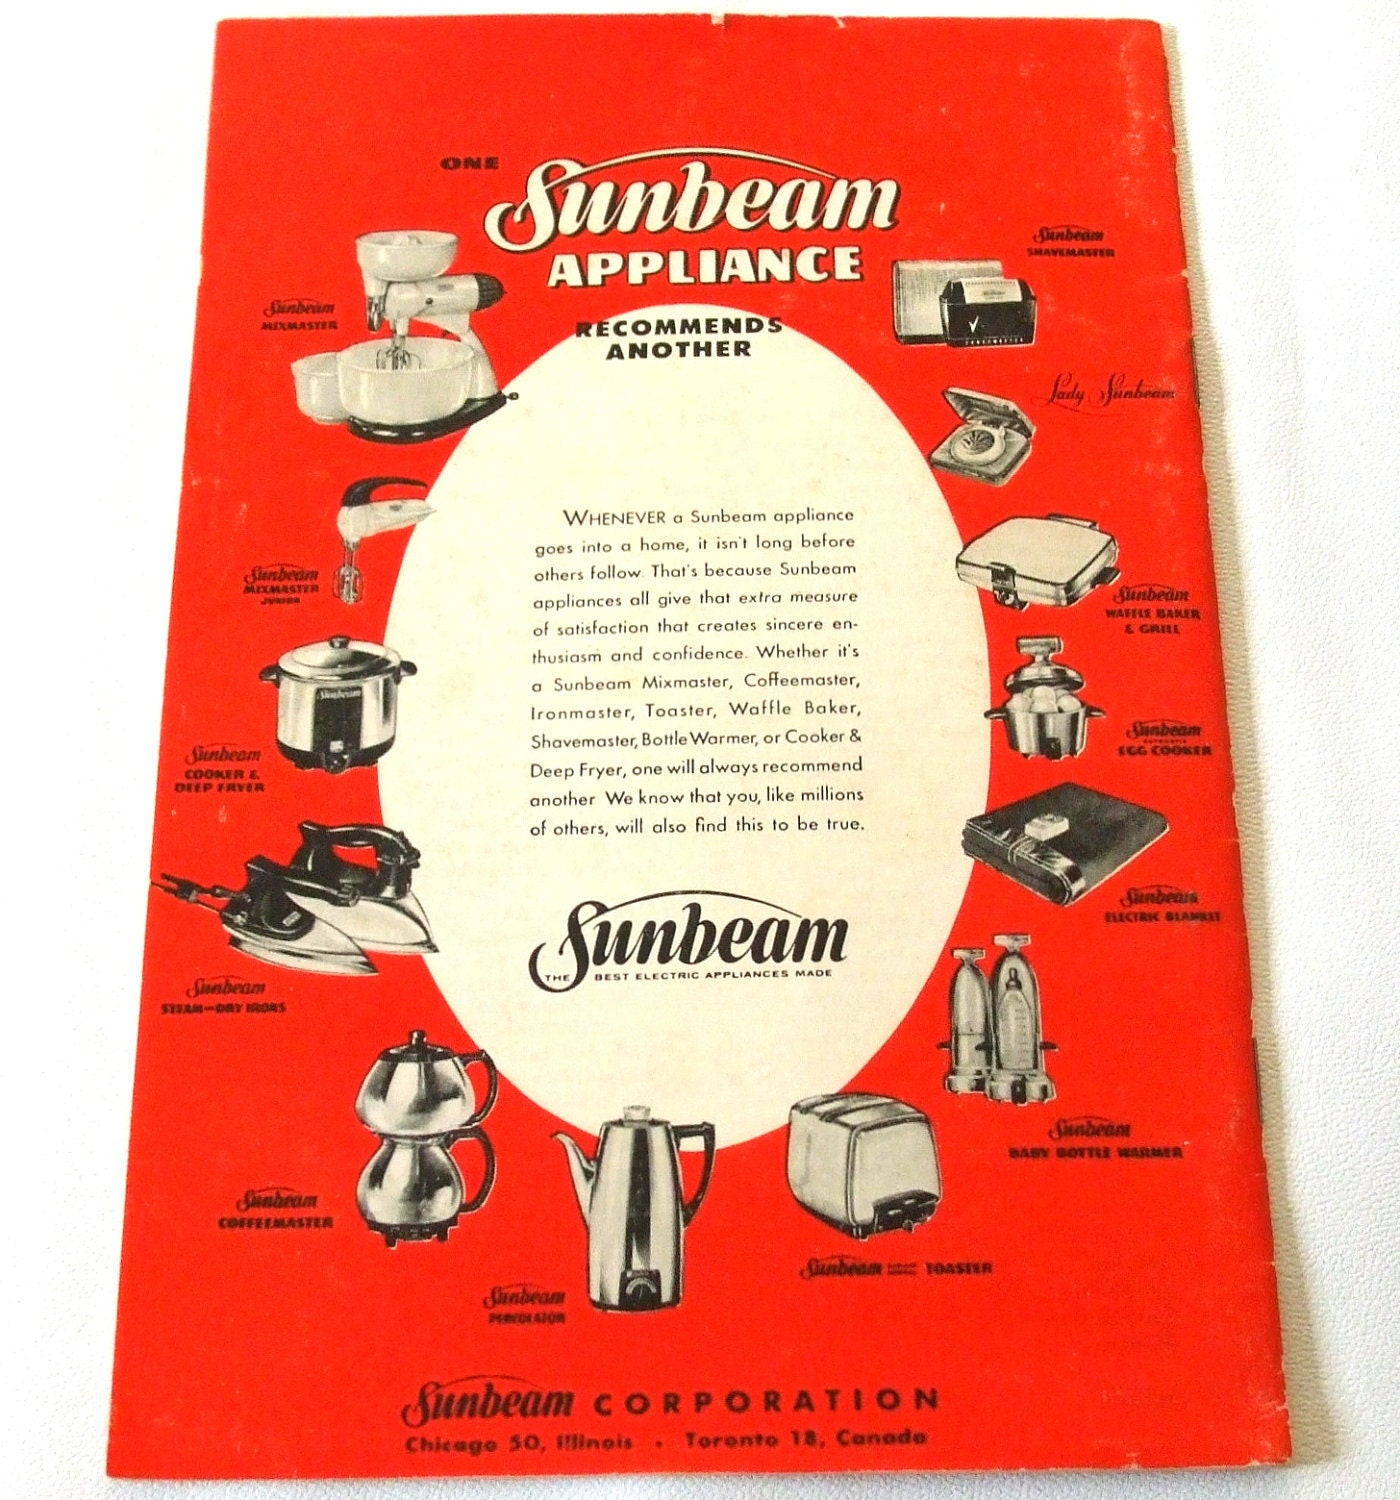 ONE
Sunbeam
APPLIANCE
RECOMMENDS
ANOTHER
Sunbeam
MIXMASTER
Sunbeam
SHAVEMASTER
Lady Sunbeam
Sunbeam
MIXMASTER
JUNIOR
Sunbeam
WAFFLE BAKER
& GRILL
Sunbeam
Sunbeam
COOKER &
DEEP FRYER
Sunbeam
EGG COOKER
Sunbeam
ELECTRIC BLANKET
Sunbeam
STEAM-DRY IRONS
Sunbeam
BABY BOTTLE WARMER
Sunbeam
COFFEEMASTER
Sunbeam
PERCOLATOR
Sunbeam TOASTER
WHENEVER a Sunbeam appliance
goes into a home, it isn't long before
others follow. That's because Sunbeam
appliances all give that extra measure
of satisfaction that creates sincere en-
thusiasm and confidence. Whether it's
a Sunbeam Mixmaster, Coffeemaster,
Ironmaster, Toaster, Waffle Baker,
Shavemaster, Bottle Warmer, or Cooker &
Deep Fryer, one will always recommend
another We know that you, like millions
of others, will also find this to be true.
Sunbeam
THE BEST ELECTRIC APPLIANCES MADE
Sunbeam CORPORATION
Chicago 50, Illinois • Toronto 18, Canada